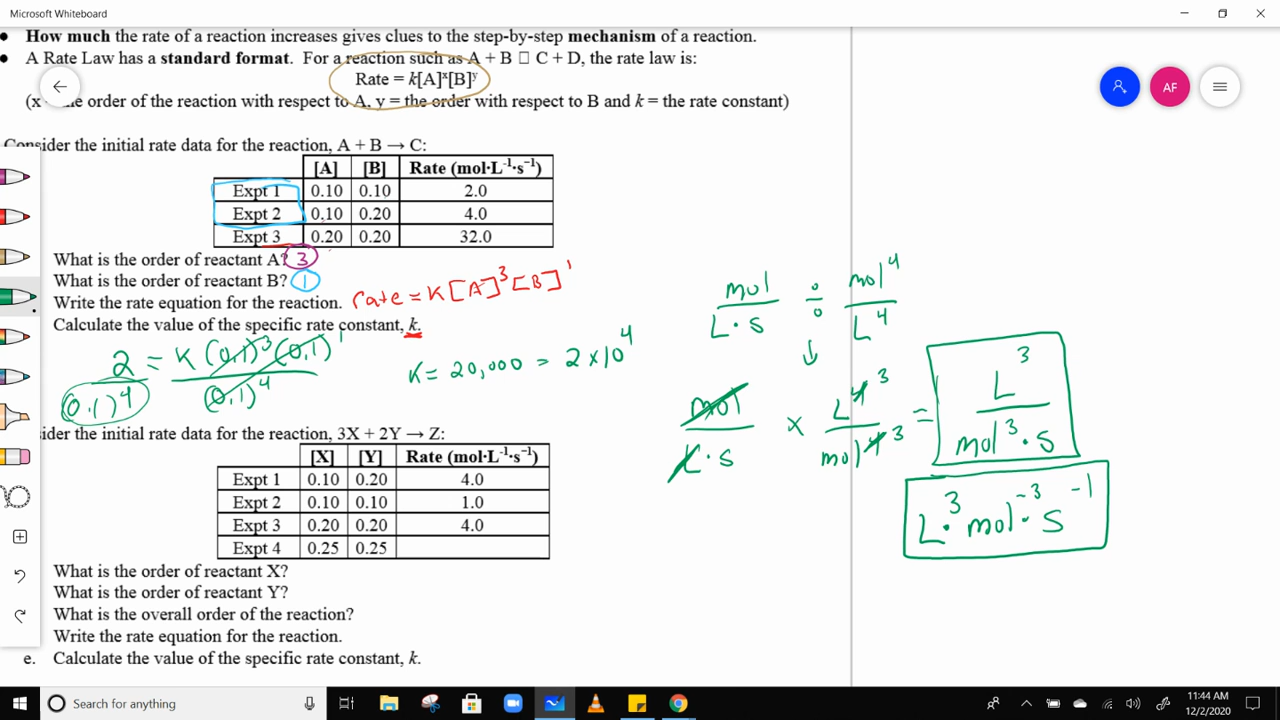 Microsoft Whiteboard
• How much the rate of a reaction increases gives clues to the step-by-step mechanism of a reaction.
• A Rate Law has a standard format. For a reaction such as A + B □ C + D, the rate law is:
Rate = k[A]ˣ[B]ʸ
(x the order of the reaction with respect to A, y = the order with respect to B and k = the rate constant)
AF
Consider the initial rate data for the reaction, A + B → C:
[A] [B] Rate (mol·L⁻¹·s⁻¹)
Expt 1 0.10 0.10 2.0
Expt 2 0.10 0.20 4.0
Expt 3 0.20 0.20 32.0
What is the order of reactant A? 3
What is the order of reactant B? 1
Write the rate equation for the reaction. rate = K[A]³[B]¹
Calculate the value of the specific rate constant, k.
2 = K(0.1)³(0.1)¹
(0.1)⁴ (0.1)⁴
K = 20,000 = 2 × 10⁴
mol ÷ mol⁴
L·s L⁴
↓
mol × L⁴ ³ = L³
L·s mol⁴ ³ mol³·s
L³·mol⁻³·s⁻¹
sider the initial rate data for the reaction, 3X + 2Y → Z:
[X] [Y] Rate (mol·L⁻¹·s⁻¹)
Expt 1 0.10 0.20 4.0
Expt 2 0.10 0.10 1.0
Expt 3 0.20 0.20 4.0
Expt 4 0.25 0.25
What is the order of reactant X?
What is the order of reactant Y?
What is the overall order of the reaction?
Write the rate equation for the reaction.
e. Calculate the value of the specific rate constant, k.
Search for anything
11:44 AM
12/2/2020